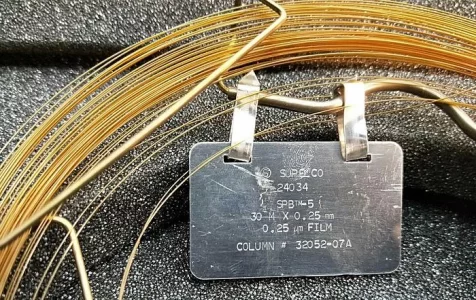 SUPELCO
24034
SPB™-5
30 M X 0.25 mm
0.25 µm FILM
COLUMN # 32052-07A